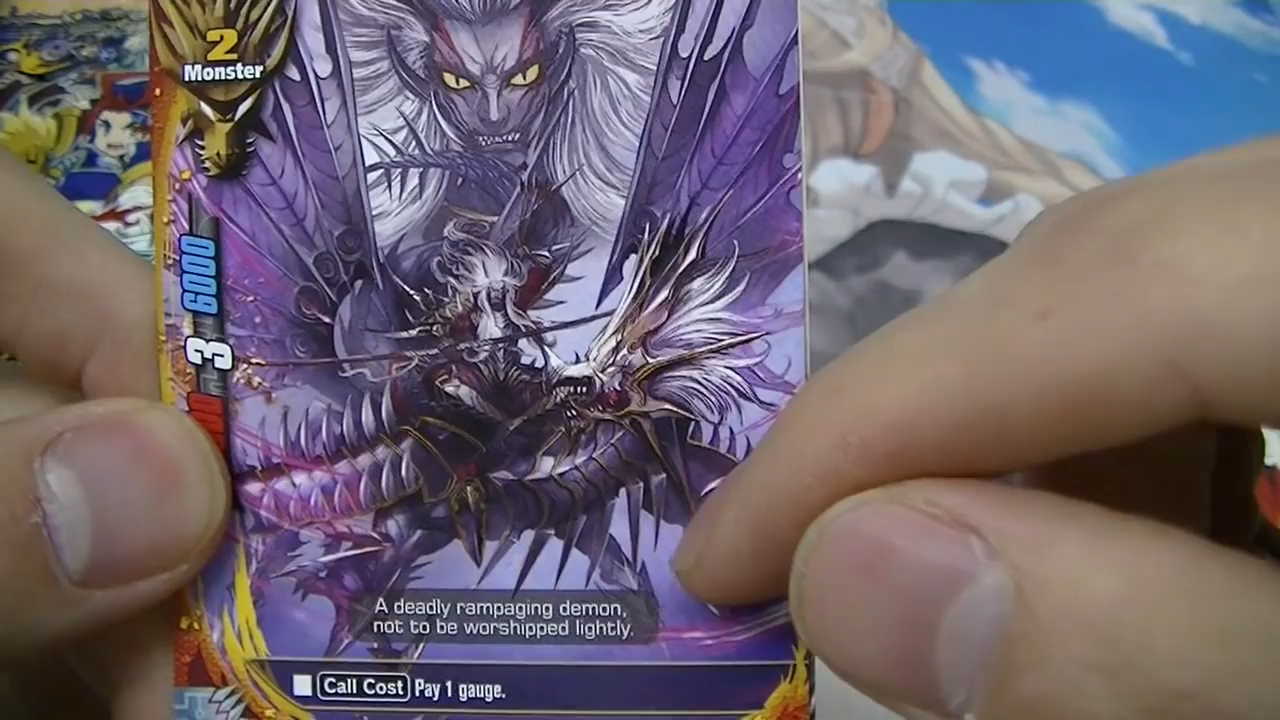 2
Monster
6000
3
A deadly rampaging demon,
not to be worshipped lightly.
Call Cost Pay 1 gauge.